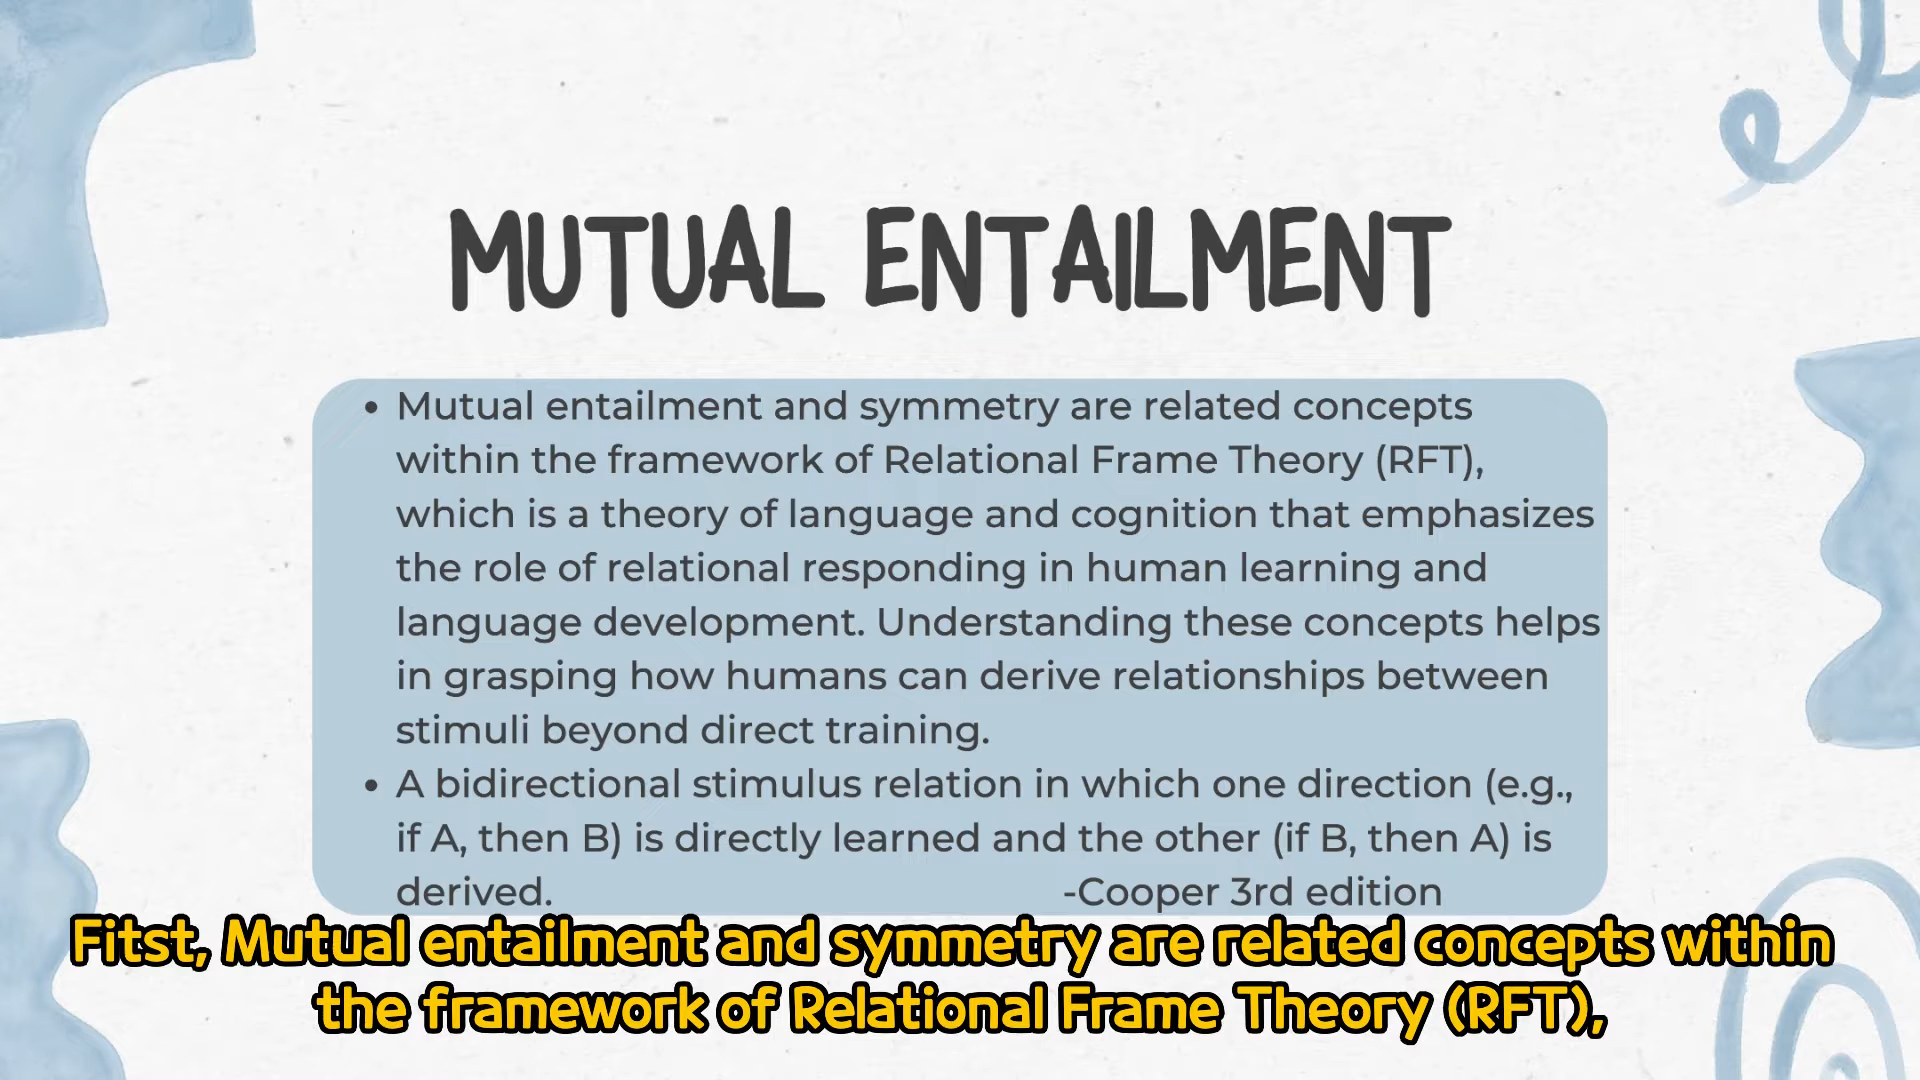 MUTUAL ENTAILMENT
• Mutual entailment and symmetry are related concepts
within the framework of Relational Frame Theory (RFT),
which is a theory of language and cognition that emphasizes
the role of relational responding in human learning and
language development. Understanding these concepts helps
in grasping how humans can derive relationships between
stimuli beyond direct training.
• A bidirectional stimulus relation in which one direction (e.g.,
if A, then B) is directly learned and the other (if B, then A) is
derived. -Cooper 3rd edition
Fitst, Mutual entailment and symmetry are related concepts within
the framework of Relational Frame Theory (RFT),